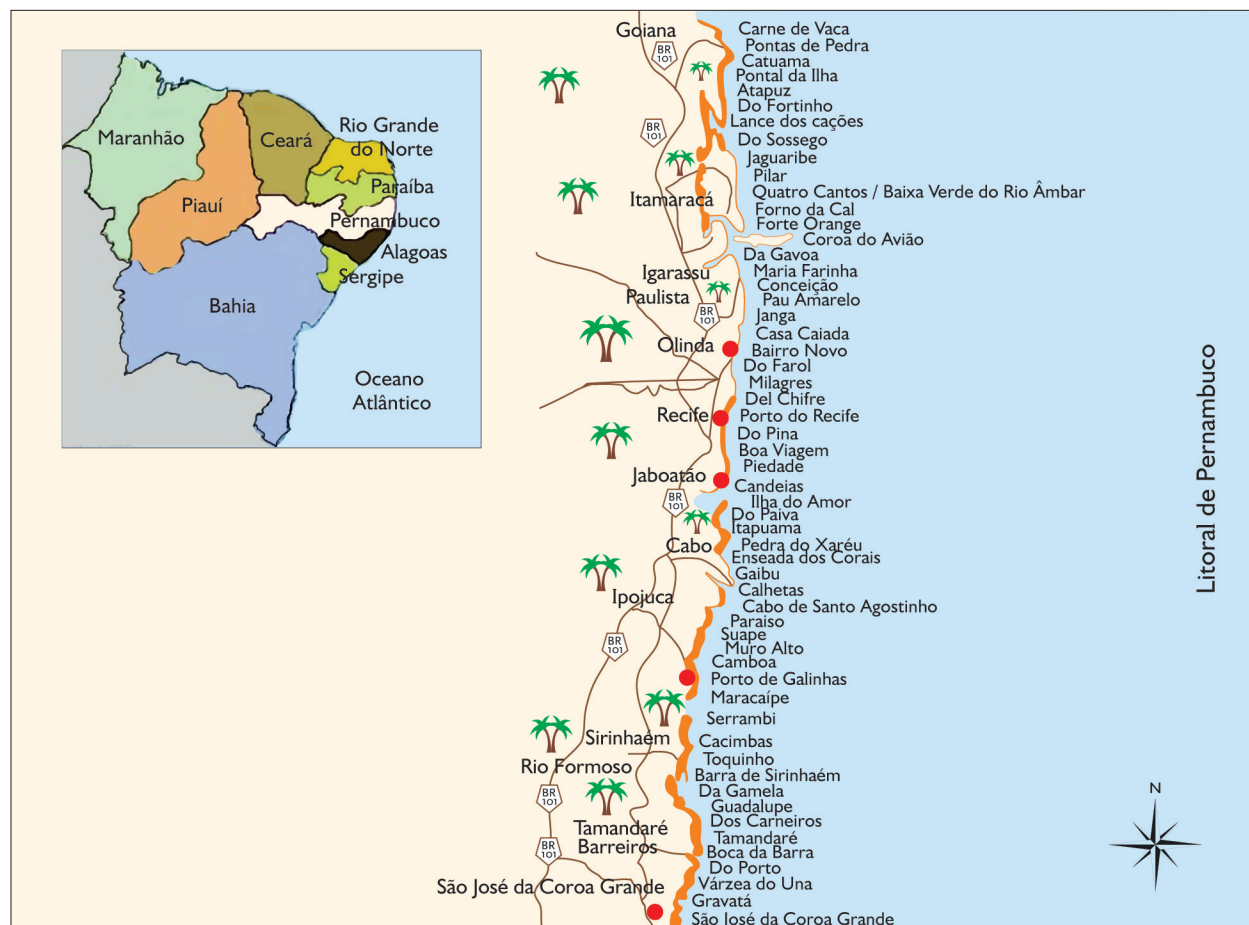 Maranhão
Piauí
Ceará
Rio Grande
do Norte
Paraíba
Pernambuco
Alagoas
Sergipe
Bahia
Oceano
Atlântico
Goiana
BR
101
BR
101
Itamaracá
Igarassu
Paulista
BR
101
Olinda
Recife
Jaboatão
BR
101
Cabo
Ipojuca
BR
101
Sirinhaém
Rio Formoso
BR
101
Tamandaré
Barreiros
BR
101
São José da Coroa Grande
Carne de Vaca
Pontas de Pedra
Catuama
Pontal da Ilha
Atapuz
Do Fortinho
Lance dos cações
Do Sossego
Jaguaribe
Pilar
Quatro Cantos / Baixa Verde do Rio Âmbar
Forno da Cal
Forte Orange
Coroa do Avião
Da Gavoa
Maria Farinha
Conceição
Pau Amarelo
Janga
Casa Caiada
Bairro Novo
Do Farol
Milagres
Del Chifre
Porto do Recife
Do Pina
Boa Viagem
Piedade
Candeias
Ilha do Amor
Do Paiva
Itapuama
Pedra do Xaréu
Enseada dos Corais
Gaibu
Calhetas
Cabo de Santo Agostinho
Paraiso
Suape
Muro Alto
Camboa
Porto de Galinhas
Maracaípe
Serrambi
Cacimbas
Toquinho
Barra de Sirinhaém
Da Gamela
Guadalupe
Dos Carneiros
Tamandaré
Boca da Barra
Do Porto
Várzea do Una
Gravatá
São José da Coroa Grande
Litoral de Pernambuco
N